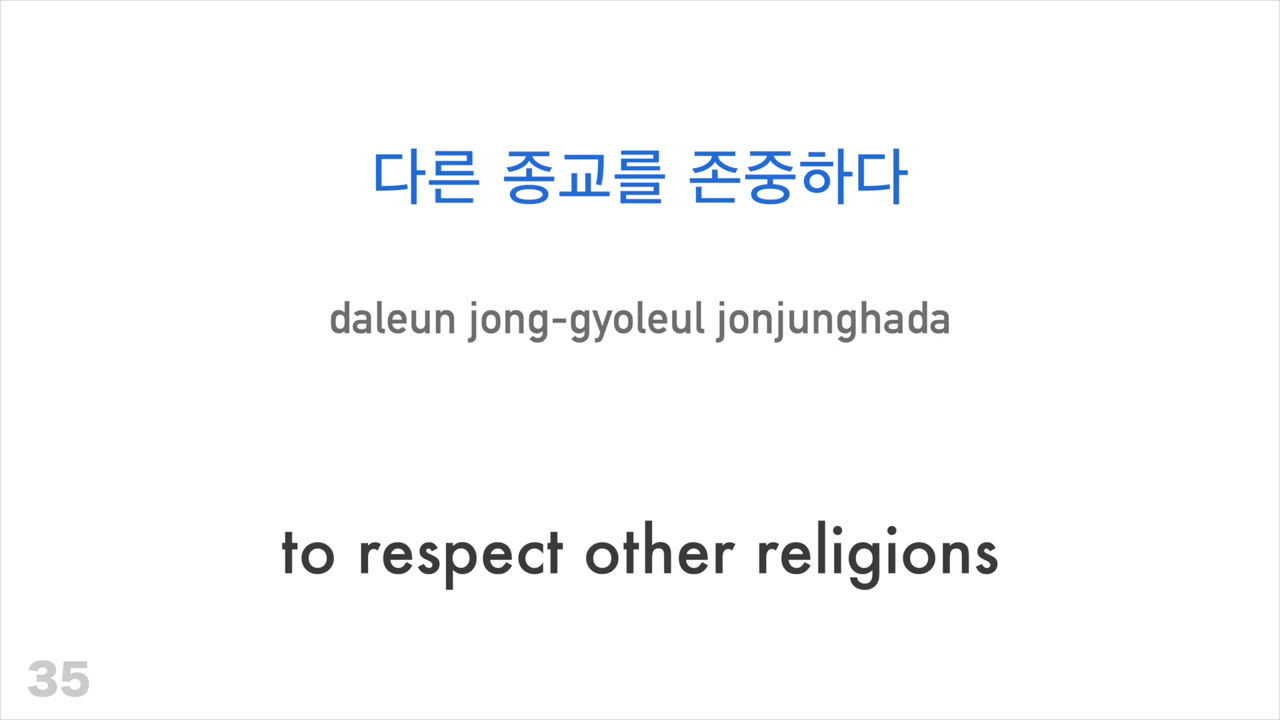 다른 종교를 존중하다
daleun jong-gyoleul jonjunghada
to respect other religions
35